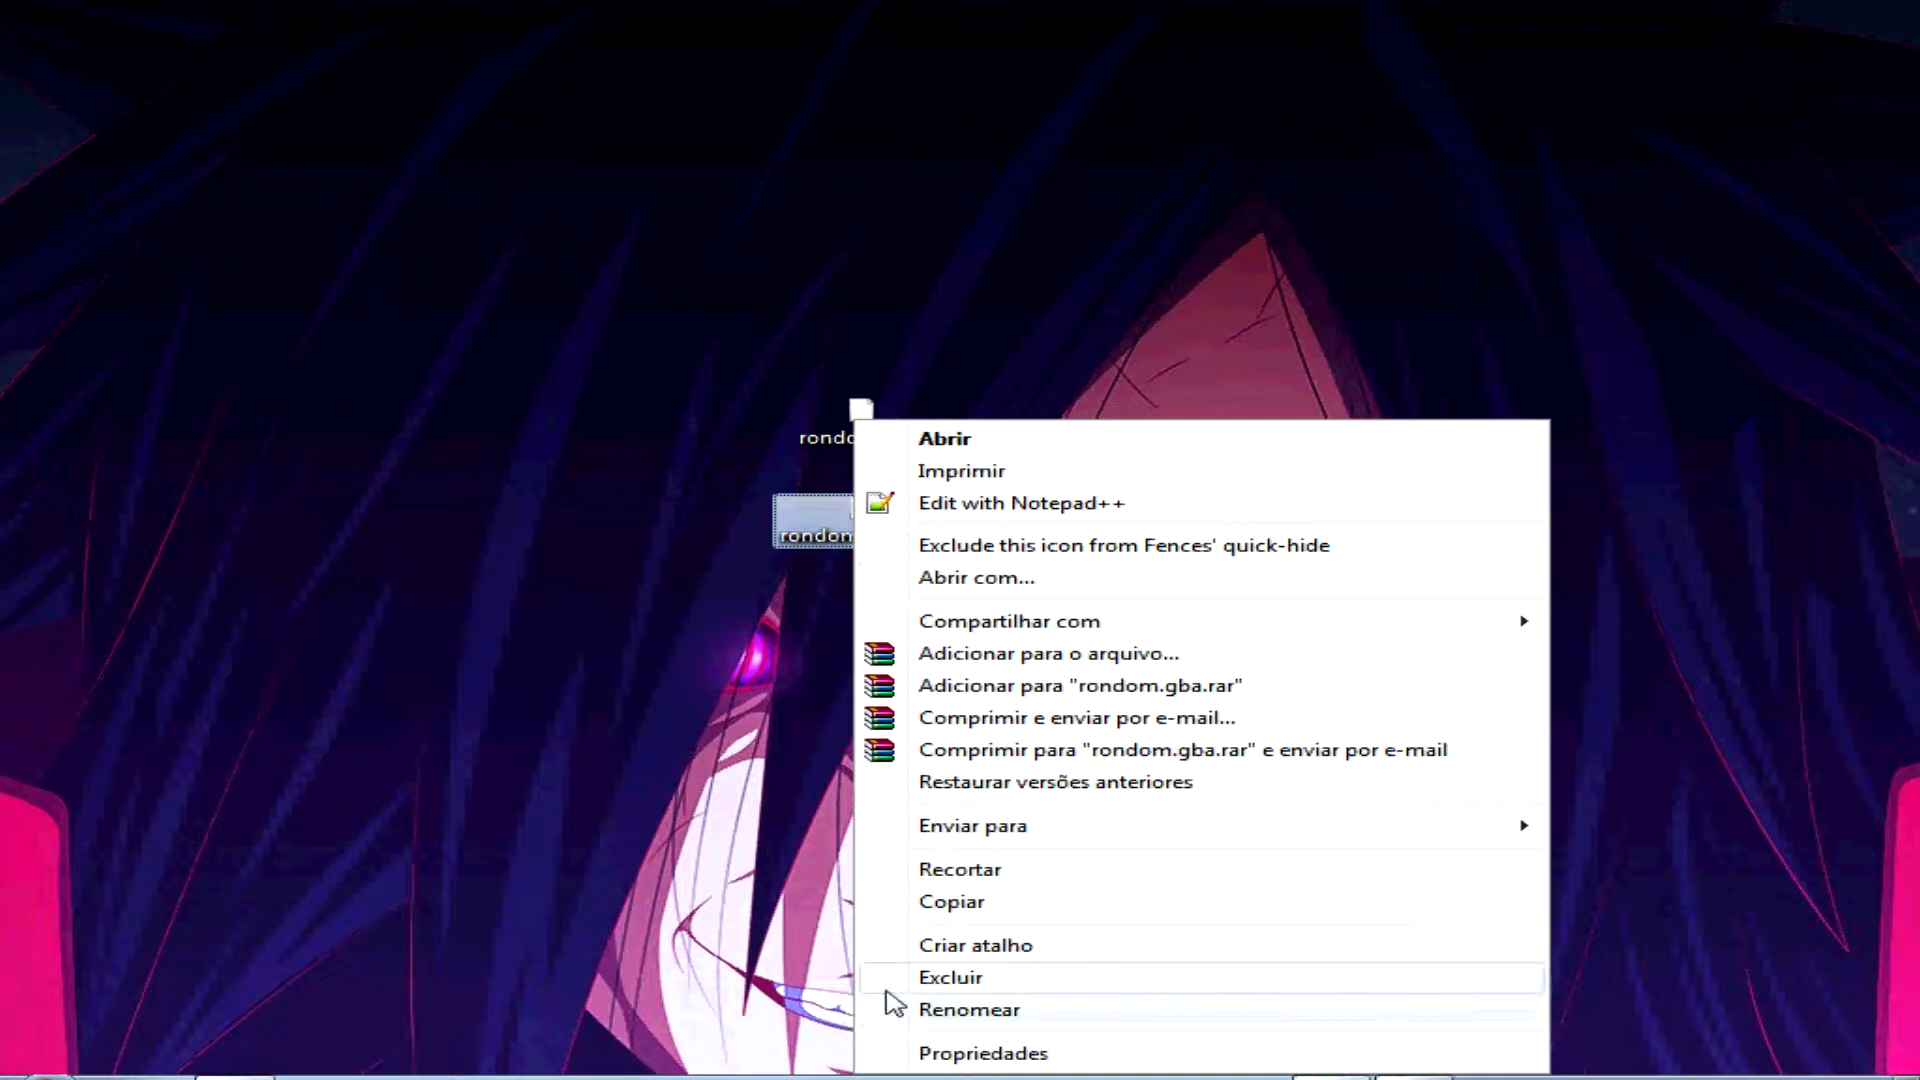 rondo
Abrir
Imprimir
Edit with Notepad++
rondom
Exclude this icon from Fences' quick-hide
Abrir com...
Compartilhar com
Adicionar para o arquivo...
Adicionar para "rondom.gba.rar"
Comprimir e enviar por e-mail...
Comprimir para "rondom.gba.rar" e enviar por e-mail
Restaurar versões anteriores
Enviar para
Recortar
Copiar
Criar atalho
Excluir
Renomear
Propriedades